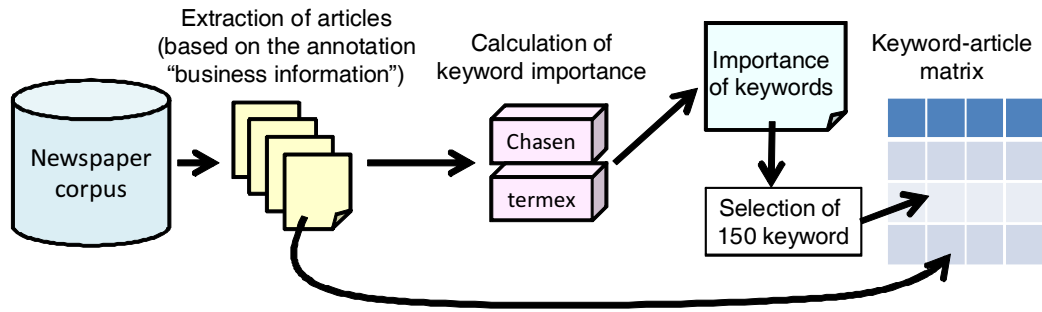 Newspaper
corpus
Extraction of articles
(based on the annotation
“business information”)
Calculation of
keyword importance
Chasen
termex
Importance
of keywords
Selection of
150 keyword
Keyword-article
matrix